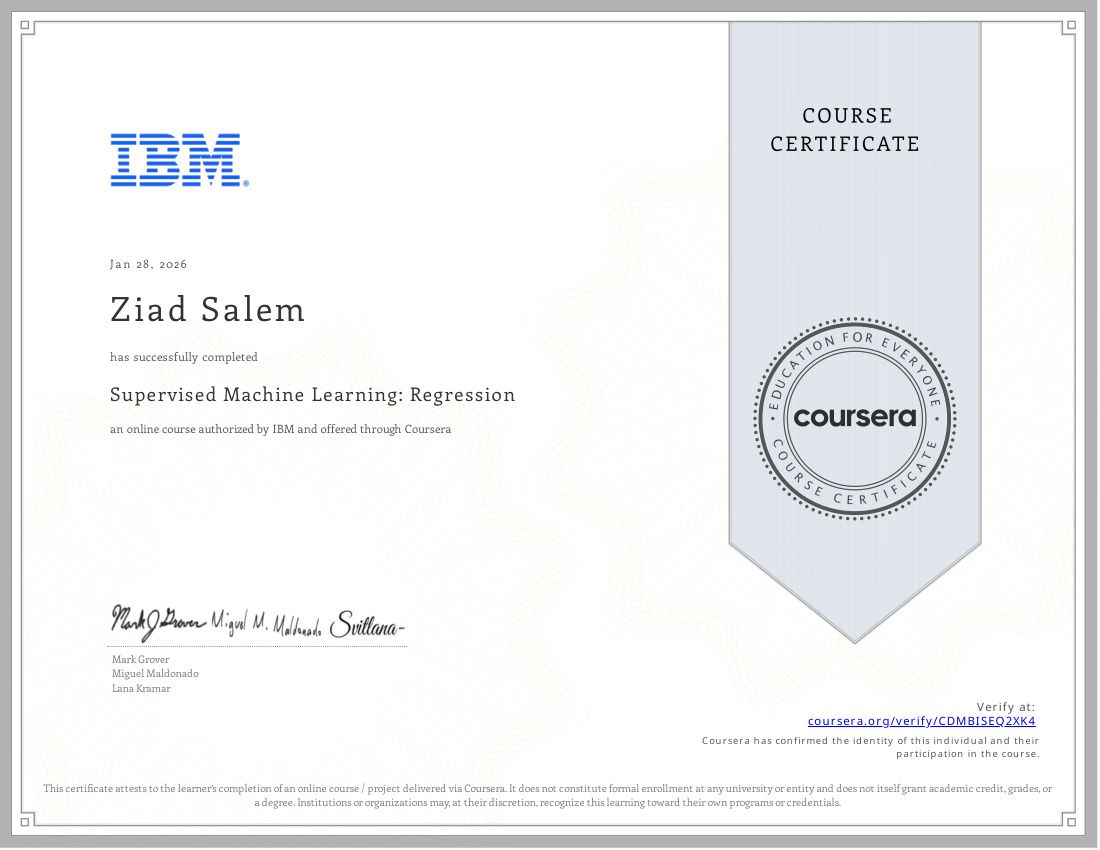 COURSE
CERTIFICATE
IBM®
Jan 28, 2026
Ziad Salem
has successfully completed
Supervised Machine Learning: Regression
an online course authorized by IBM and offered through Coursera
EDUCATION FOR EVERYONE
coursera
COURSE CERTIFICATE
Mark J Grover Miguel M. Maldonado Svitlana
Mark Grover
Miguel Maldonado
Lana Kramar
Verify at:
coursera.org/verify/CDMBISEQ2XK4
Coursera has confirmed the identity of this individual and their
participation in the course.
This certificate attests to the learner's completion of an online course / project delivered via Coursera. It does not constitute formal enrollment at any university or entity and does not itself grant academic credit, grades, or
a degree. Institutions or organizations may, at their discretion, recognize this learning toward their own programs or credentials.